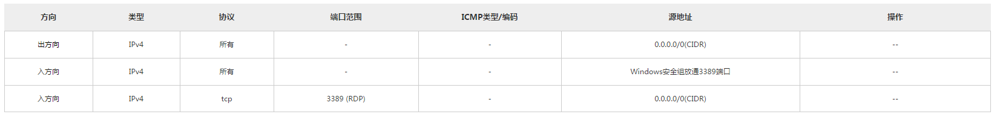 方向 类型 协议 端口范围 ICMP类型/编码 源地址 操作
出方向 IPv4 所有 - - 0.0.0.0/0(CIDR) --
入方向 IPv4 所有 - - Windows安全组放通3389端口 --
入方向 IPv4 tcp 3389 (RDP) - 0.0.0.0/0(CIDR) --